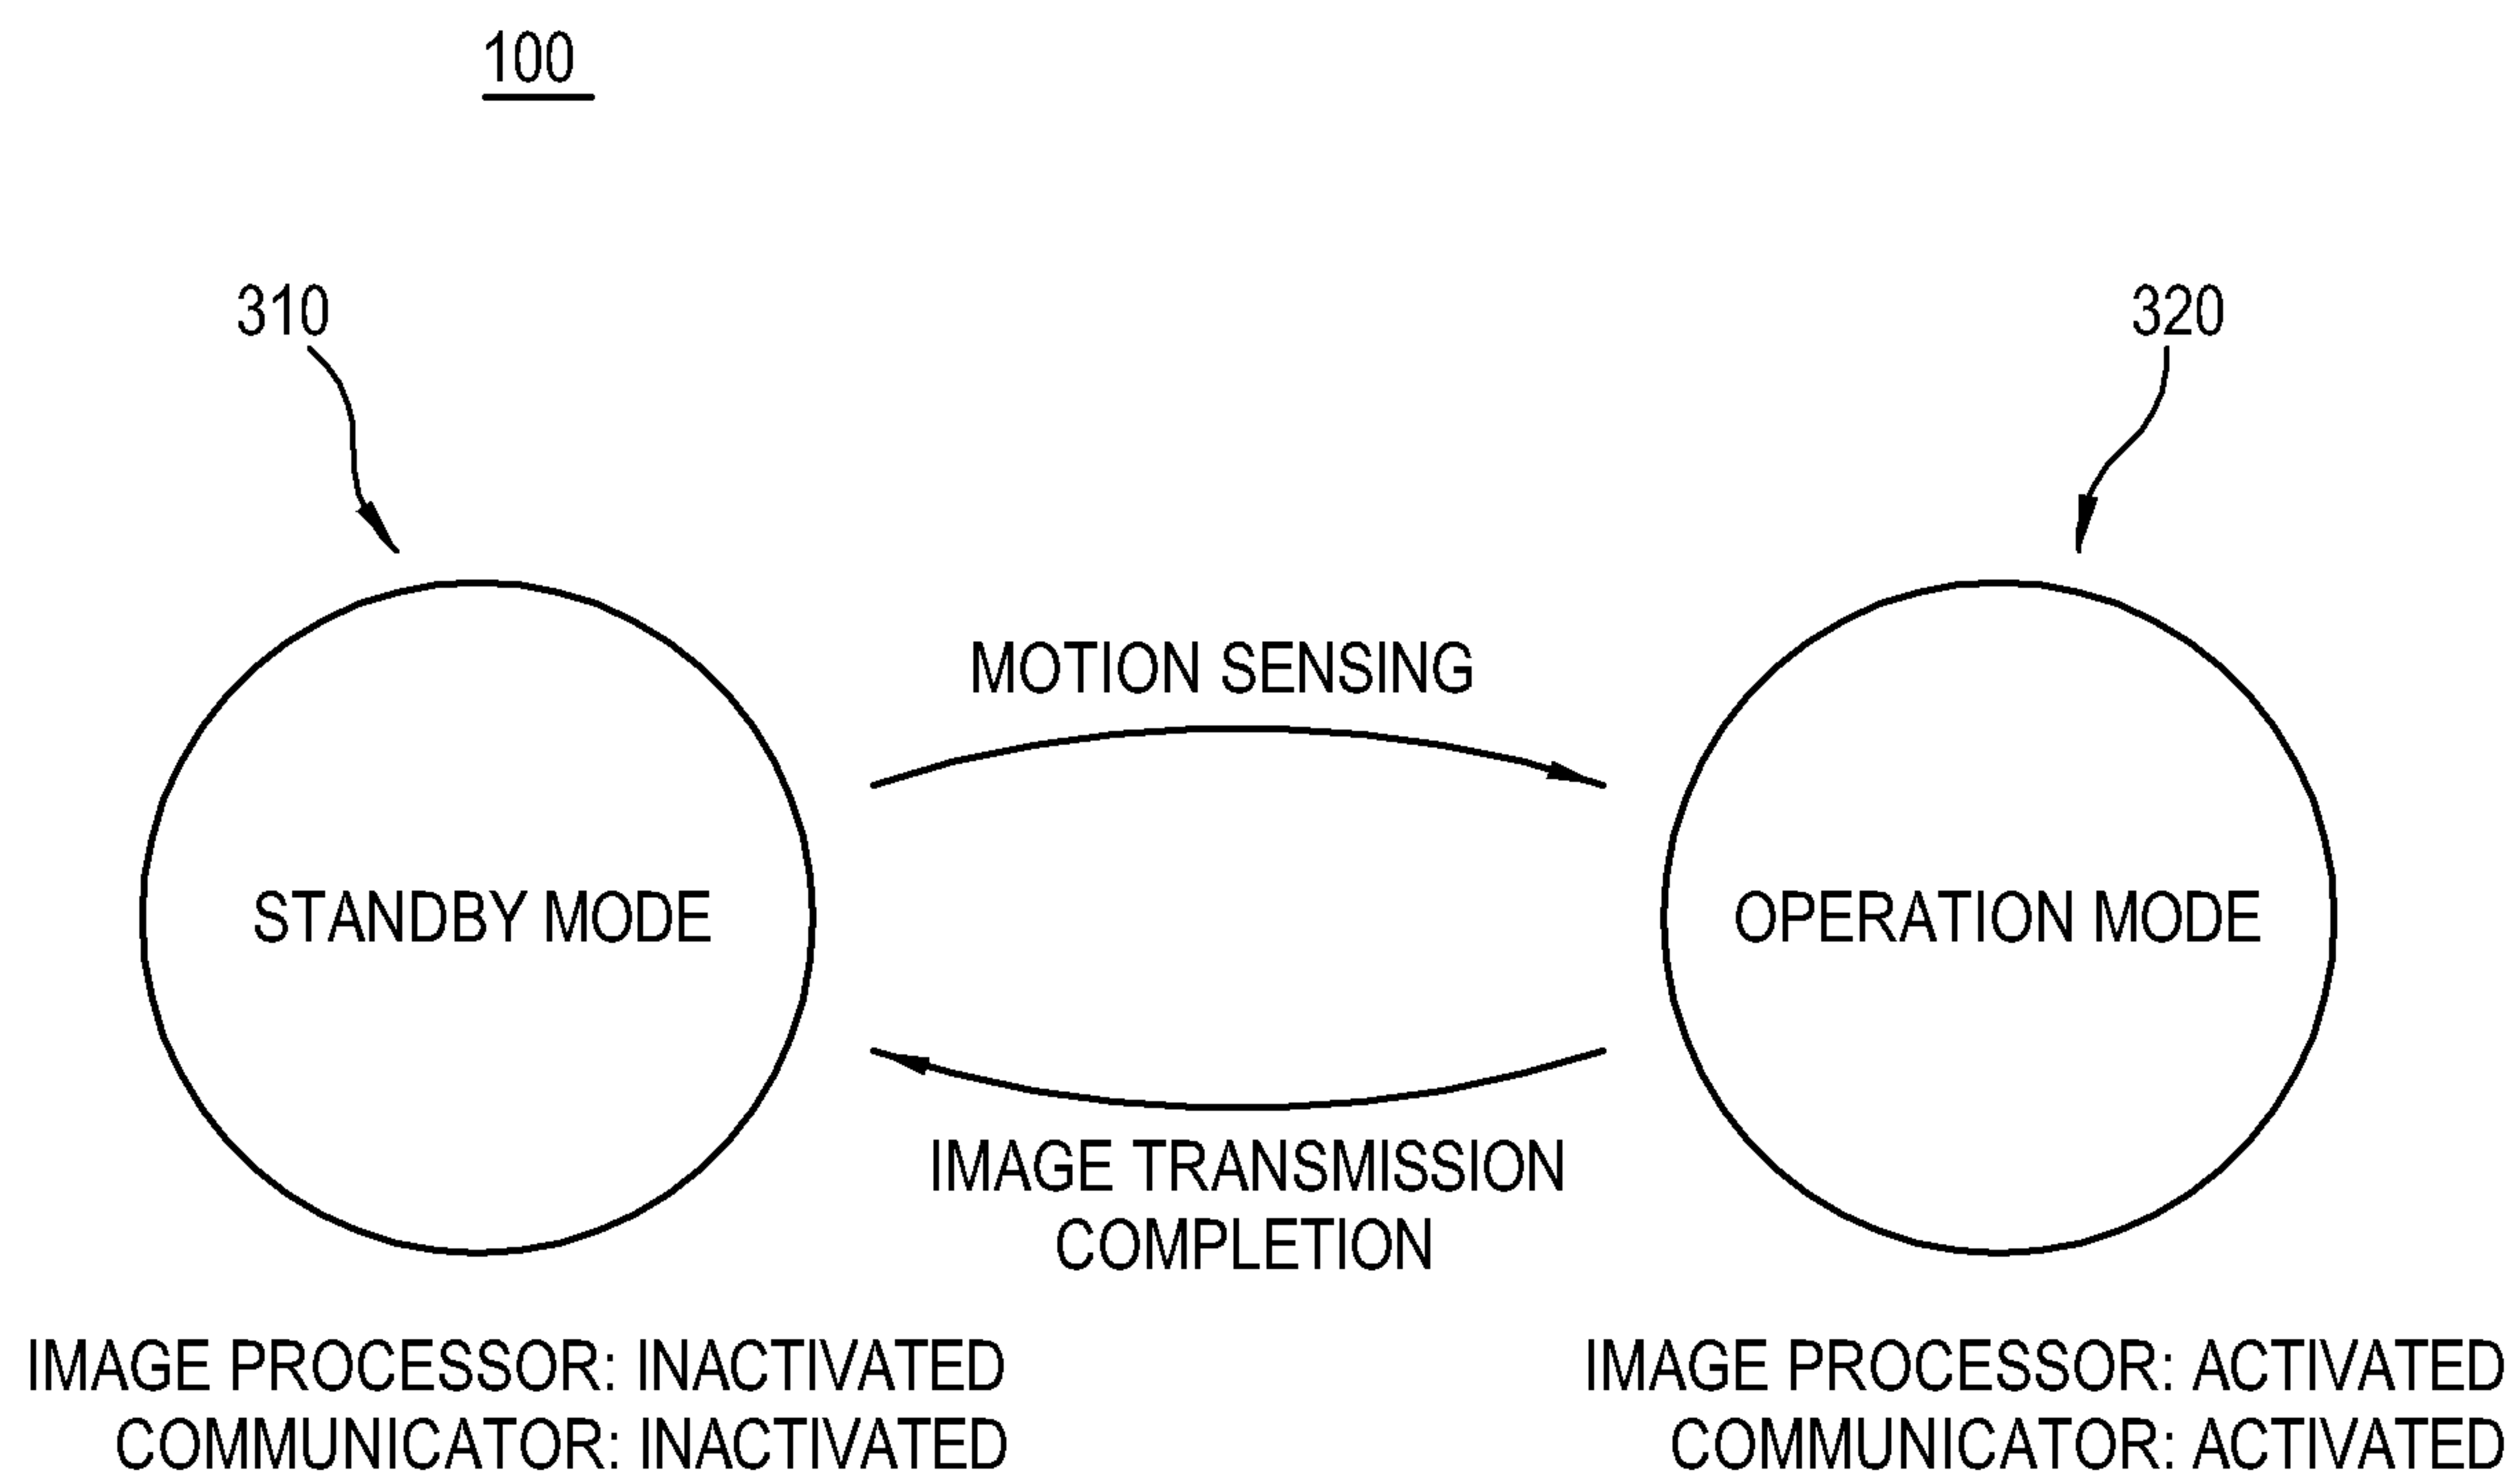 100
310
320
MOTION SENSING
STANDBY MODE
OPERATION MODE
IMAGE TRANSMISSION
COMPLETION
IMAGE PROCESSOR: INACTIVATED
COMMUNICATOR: INACTIVATED
IMAGE PROCESSOR: ACTIVATED
COMMUNICATOR: ACTIVATED